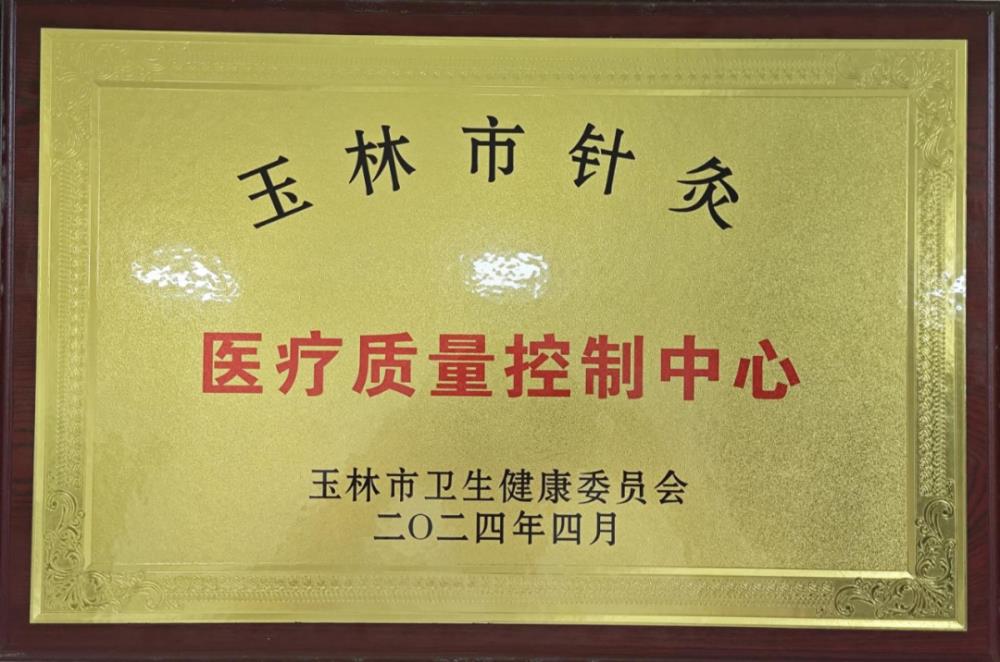 玉林市针灸
医疗质量控制中心
玉林市卫生健康委员会
二〇二四年四月